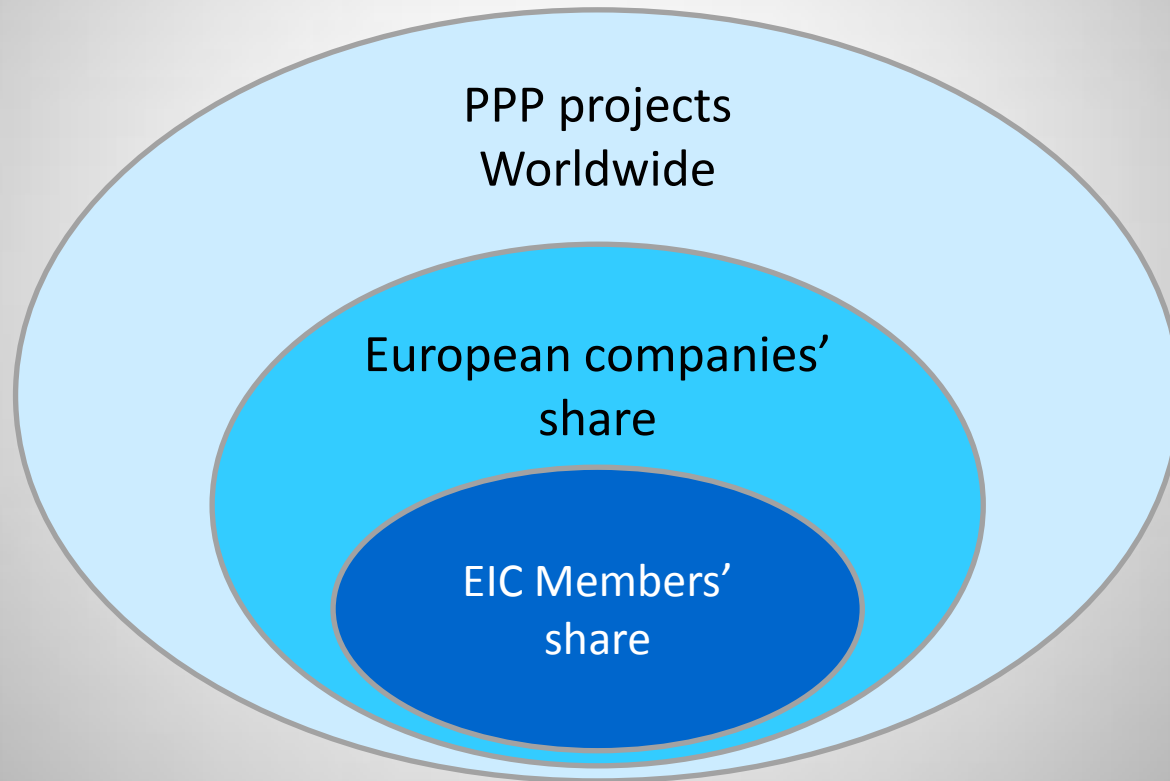 PPP projects
Worldwide
European companies’
share
EIC Members’
share